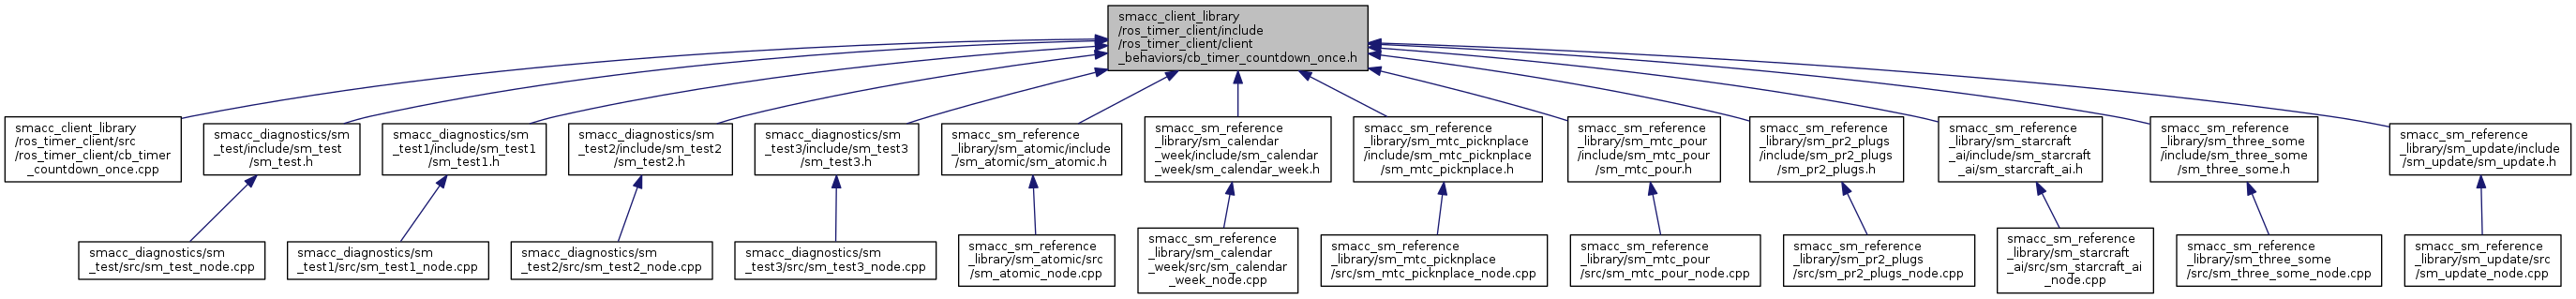 smacc_client_library
/ros_timer_client/include
/ros_timer_client/client
_behaviors/cb_timer_countdown_once.h
smacc_client_library
/ros_timer_client/src
/ros_timer_client/cb_timer
_countdown_once.cpp
smacc_diagnostics/sm
_test/include/sm_test
/sm_test.h
smacc_diagnostics/sm
_test1/include/sm_test1
/sm_test1.h
smacc_diagnostics/sm
_test2/include/sm_test2
/sm_test2.h
smacc_diagnostics/sm
_test3/include/sm_test3
/sm_test3.h
smacc_sm_reference
_library/sm_atomic/include
/sm_atomic/sm_atomic.h
smacc_sm_reference
_library/sm_calendar
_week/include/sm_calendar
_week/sm_calendar_week.h
smacc_sm_reference
_library/sm_mtc_picknplace
/include/sm_mtc_picknplace
/sm_mtc_picknplace.h
smacc_sm_reference
_library/sm_mtc_pour
/include/sm_mtc_pour
/sm_mtc_pour.h
smacc_sm_reference
_library/sm_pr2_plugs
/include/sm_pr2_plugs
/sm_pr2_plugs.h
smacc_sm_reference
_library/sm_starcraft
_ai/include/sm_starcraft
_ai/sm_starcraft_ai.h
smacc_sm_reference
_library/sm_three_some
/include/sm_three_some
/sm_three_some.h
smacc_sm_reference
_library/sm_update/include
/sm_update/sm_update.h
smacc_diagnostics/sm
_test/src/sm_test_node.cpp
smacc_diagnostics/sm
_test1/src/sm_test1_node.cpp
smacc_diagnostics/sm
_test2/src/sm_test2_node.cpp
smacc_diagnostics/sm
_test3/src/sm_test3_node.cpp
smacc_sm_reference
_library/sm_atomic/src
/sm_atomic_node.cpp
smacc_sm_reference
_library/sm_calendar
_week/src/sm_calendar
_week_node.cpp
smacc_sm_reference
_library/sm_mtc_picknplace
/src/sm_mtc_picknplace_node.cpp
smacc_sm_reference
_library/sm_mtc_pour
/src/sm_mtc_pour_node.cpp
smacc_sm_reference
_library/sm_pr2_plugs
/src/sm_pr2_plugs_node.cpp
smacc_sm_reference
_library/sm_starcraft
_ai/src/sm_starcraft_ai
_node.cpp
smacc_sm_reference
_library/sm_three_some
/src/sm_three_some_node.cpp
smacc_sm_reference
_library/sm_update/src
/sm_update_node.cpp